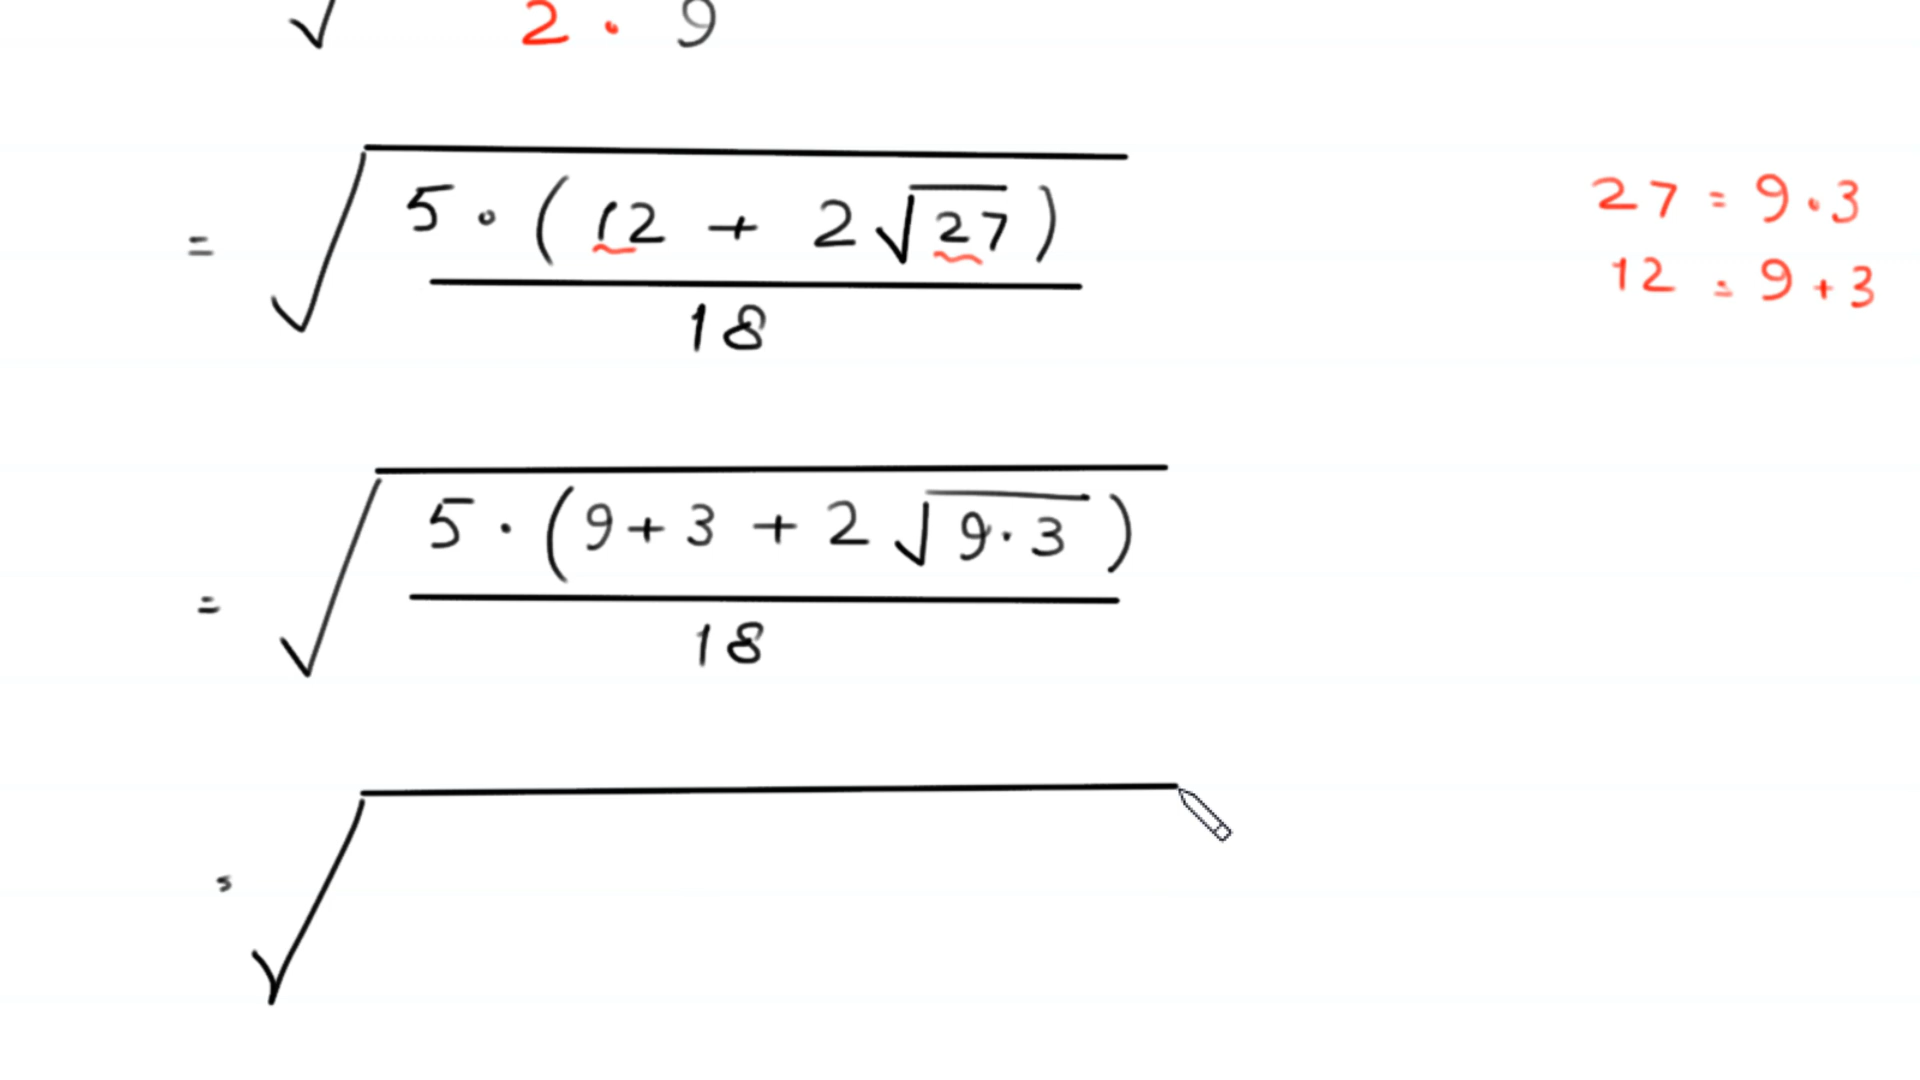 √ 2 · 9
27 = 9 · 3
12 = 9 + 3
= √(5 · (12 + 2√27) / 18)
= √(5 · (9 + 3 + 2√(9 · 3)) / 18)
= √